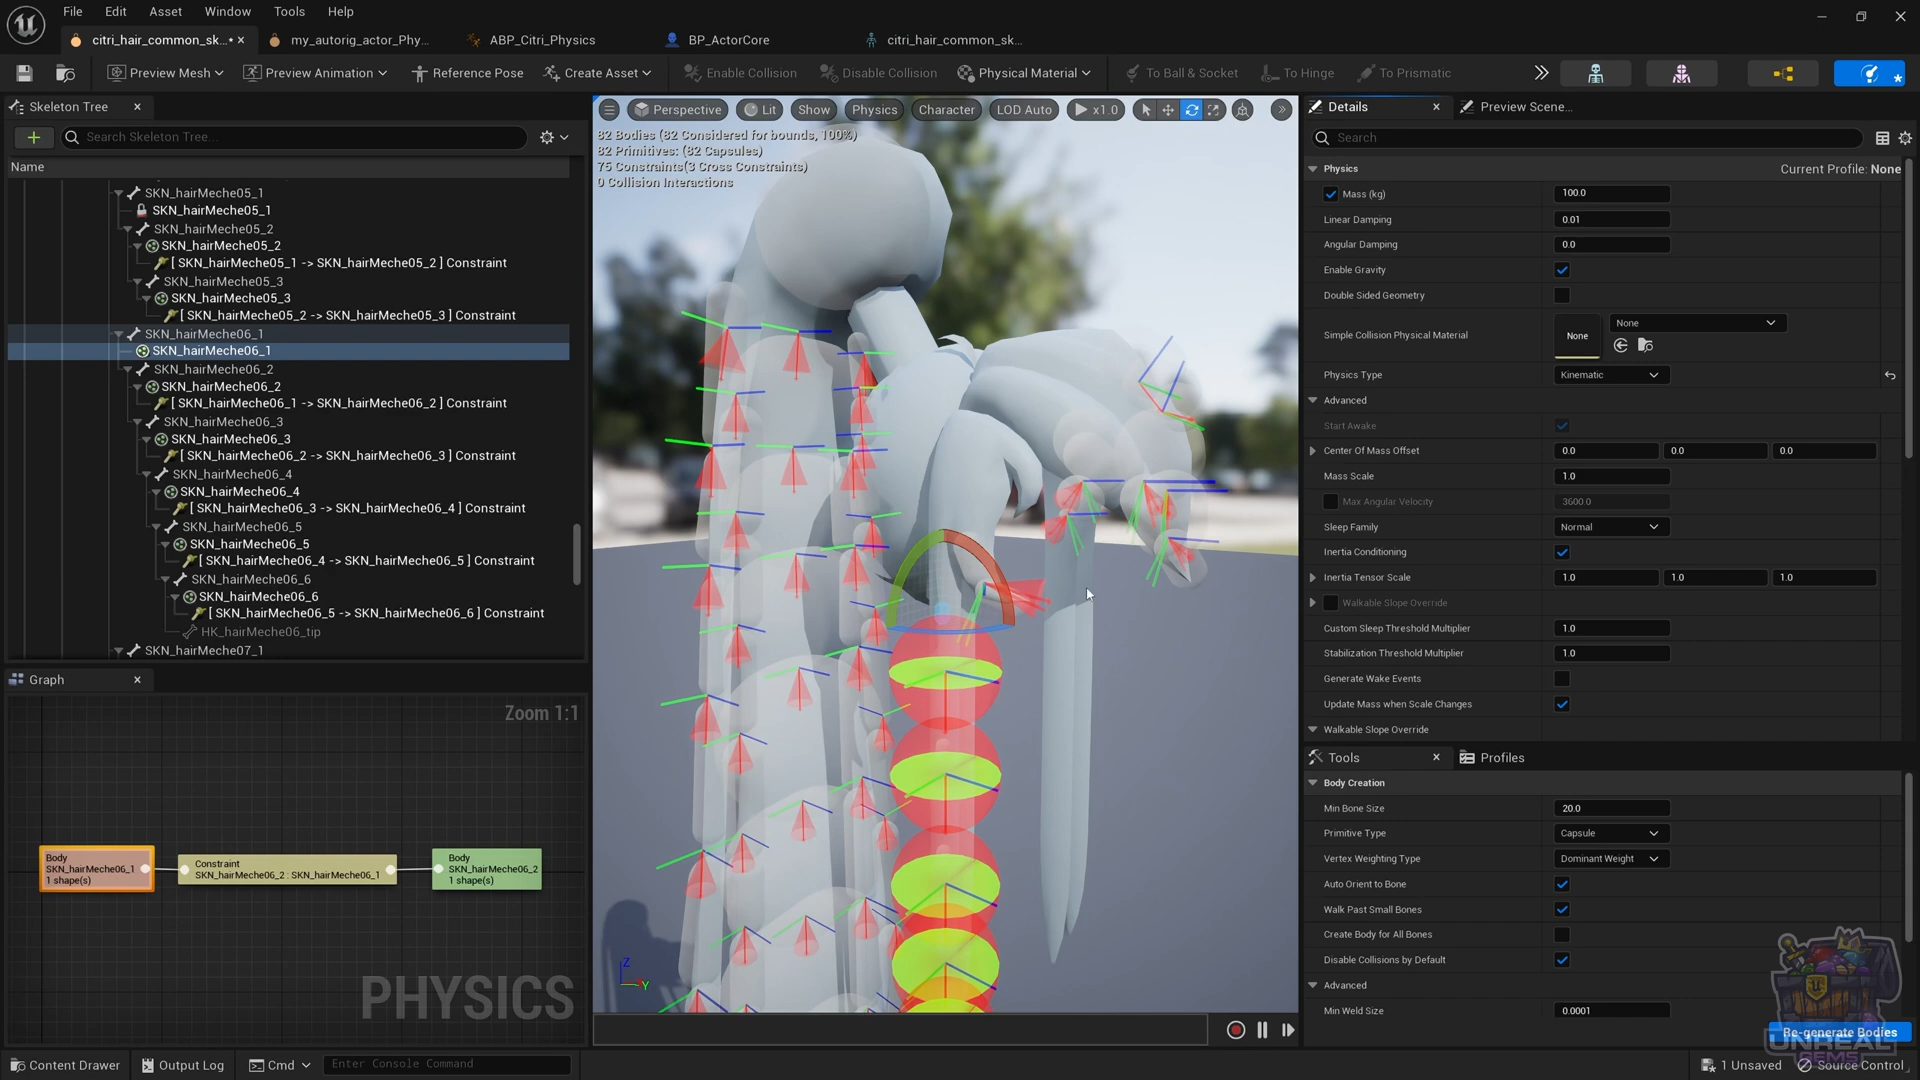 File Edit Asset Window Tools Help
citri_hair_common_sk...• × my_autorig_actor_Phy... ABP_Citri_Physics BP_ActorCore citri_hair_common_sk...
Preview Mesh Preview Animation Reference Pose Create Asset Enable Collision Disable Collision Physical Material To Ball & Socket To Hinge To Prismatic
Skeleton Tree
Search Skeleton Tree...
Name
SKN_hairMeche05_1
SKN_hairMeche05_1
SKN_hairMeche05_2
SKN_hairMeche05_2
[ SKN_hairMeche05_1 -> SKN_hairMeche05_2 ] Constraint
SKN_hairMeche05_3
SKN_hairMeche05_3
[ SKN_hairMeche05_2 -> SKN_hairMeche05_3 ] Constraint
SKN_hairMeche06_1
SKN_hairMeche06_1
SKN_hairMeche06_2
SKN_hairMeche06_2
[ SKN_hairMeche06_1 -> SKN_hairMeche06_2 ] Constraint
SKN_hairMeche06_3
SKN_hairMeche06_3
[ SKN_hairMeche06_2 -> SKN_hairMeche06_3 ] Constraint
SKN_hairMeche06_4
SKN_hairMeche06_4
[ SKN_hairMeche06_3 -> SKN_hairMeche06_4 ] Constraint
SKN_hairMeche06_5
SKN_hairMeche06_5
[ SKN_hairMeche06_4 -> SKN_hairMeche06_5 ] Constraint
SKN_hairMeche06_6
SKN_hairMeche06_6
[ SKN_hairMeche06_5 -> SKN_hairMeche06_6 ] Constraint
HK_hairMeche06_tip
SKN_hairMeche07_1
Graph
Zoom 1:1
Body
SKN_hairMeche06_1
1 shape(s)
Constraint
SKN_hairMeche06_2 : SKN_hairMeche06_1
Body
SKN_hairMeche06_2
1 shape(s)
PHYSICS
Perspective Lit Show Physics Character LOD Auto x1.0
82 Bodies (82 Considered for bounds, 100%)
82 Primitives: (82 Capsules)
75 Constraints(3 Cross Constraints)
0 Collision Interactions
Z
Y
Details Preview Scene...
Search
Physics Current Profile: None
Mass (kg) 100.0
Linear Damping 0.01
Angular Damping 0.0
Enable Gravity
Double Sided Geometry
Simple Collision Physical Material None None
Physics Type Kinematic
Advanced
Start Awake
Center Of Mass Offset 0.0 0.0 0.0
Mass Scale 1.0
Max Angular Velocity 3600.0
Sleep Family Normal
Inertia Conditioning
Inertia Tensor Scale 1.0 1.0 1.0
Walkable Slope Override
Custom Sleep Threshold Multiplier 1.0
Stabilization Threshold Multiplier 1.0
Generate Wake Events
Update Mass when Scale Changes
Walkable Slope Override
Tools Profiles
Body Creation
Min Bone Size 20.0
Primitive Type Capsule
Vertex Weighting Type Dominant Weight
Auto Orient to Bone
Walk Past Small Bones
Create Body for All Bones
Disable Collisions by Default
Advanced
Min Weld Size 0.0001
Re-generate Bodies
UNREAL
GEMS
Content Drawer Output Log Cmd Enter Console Command 1 Unsaved Source Control